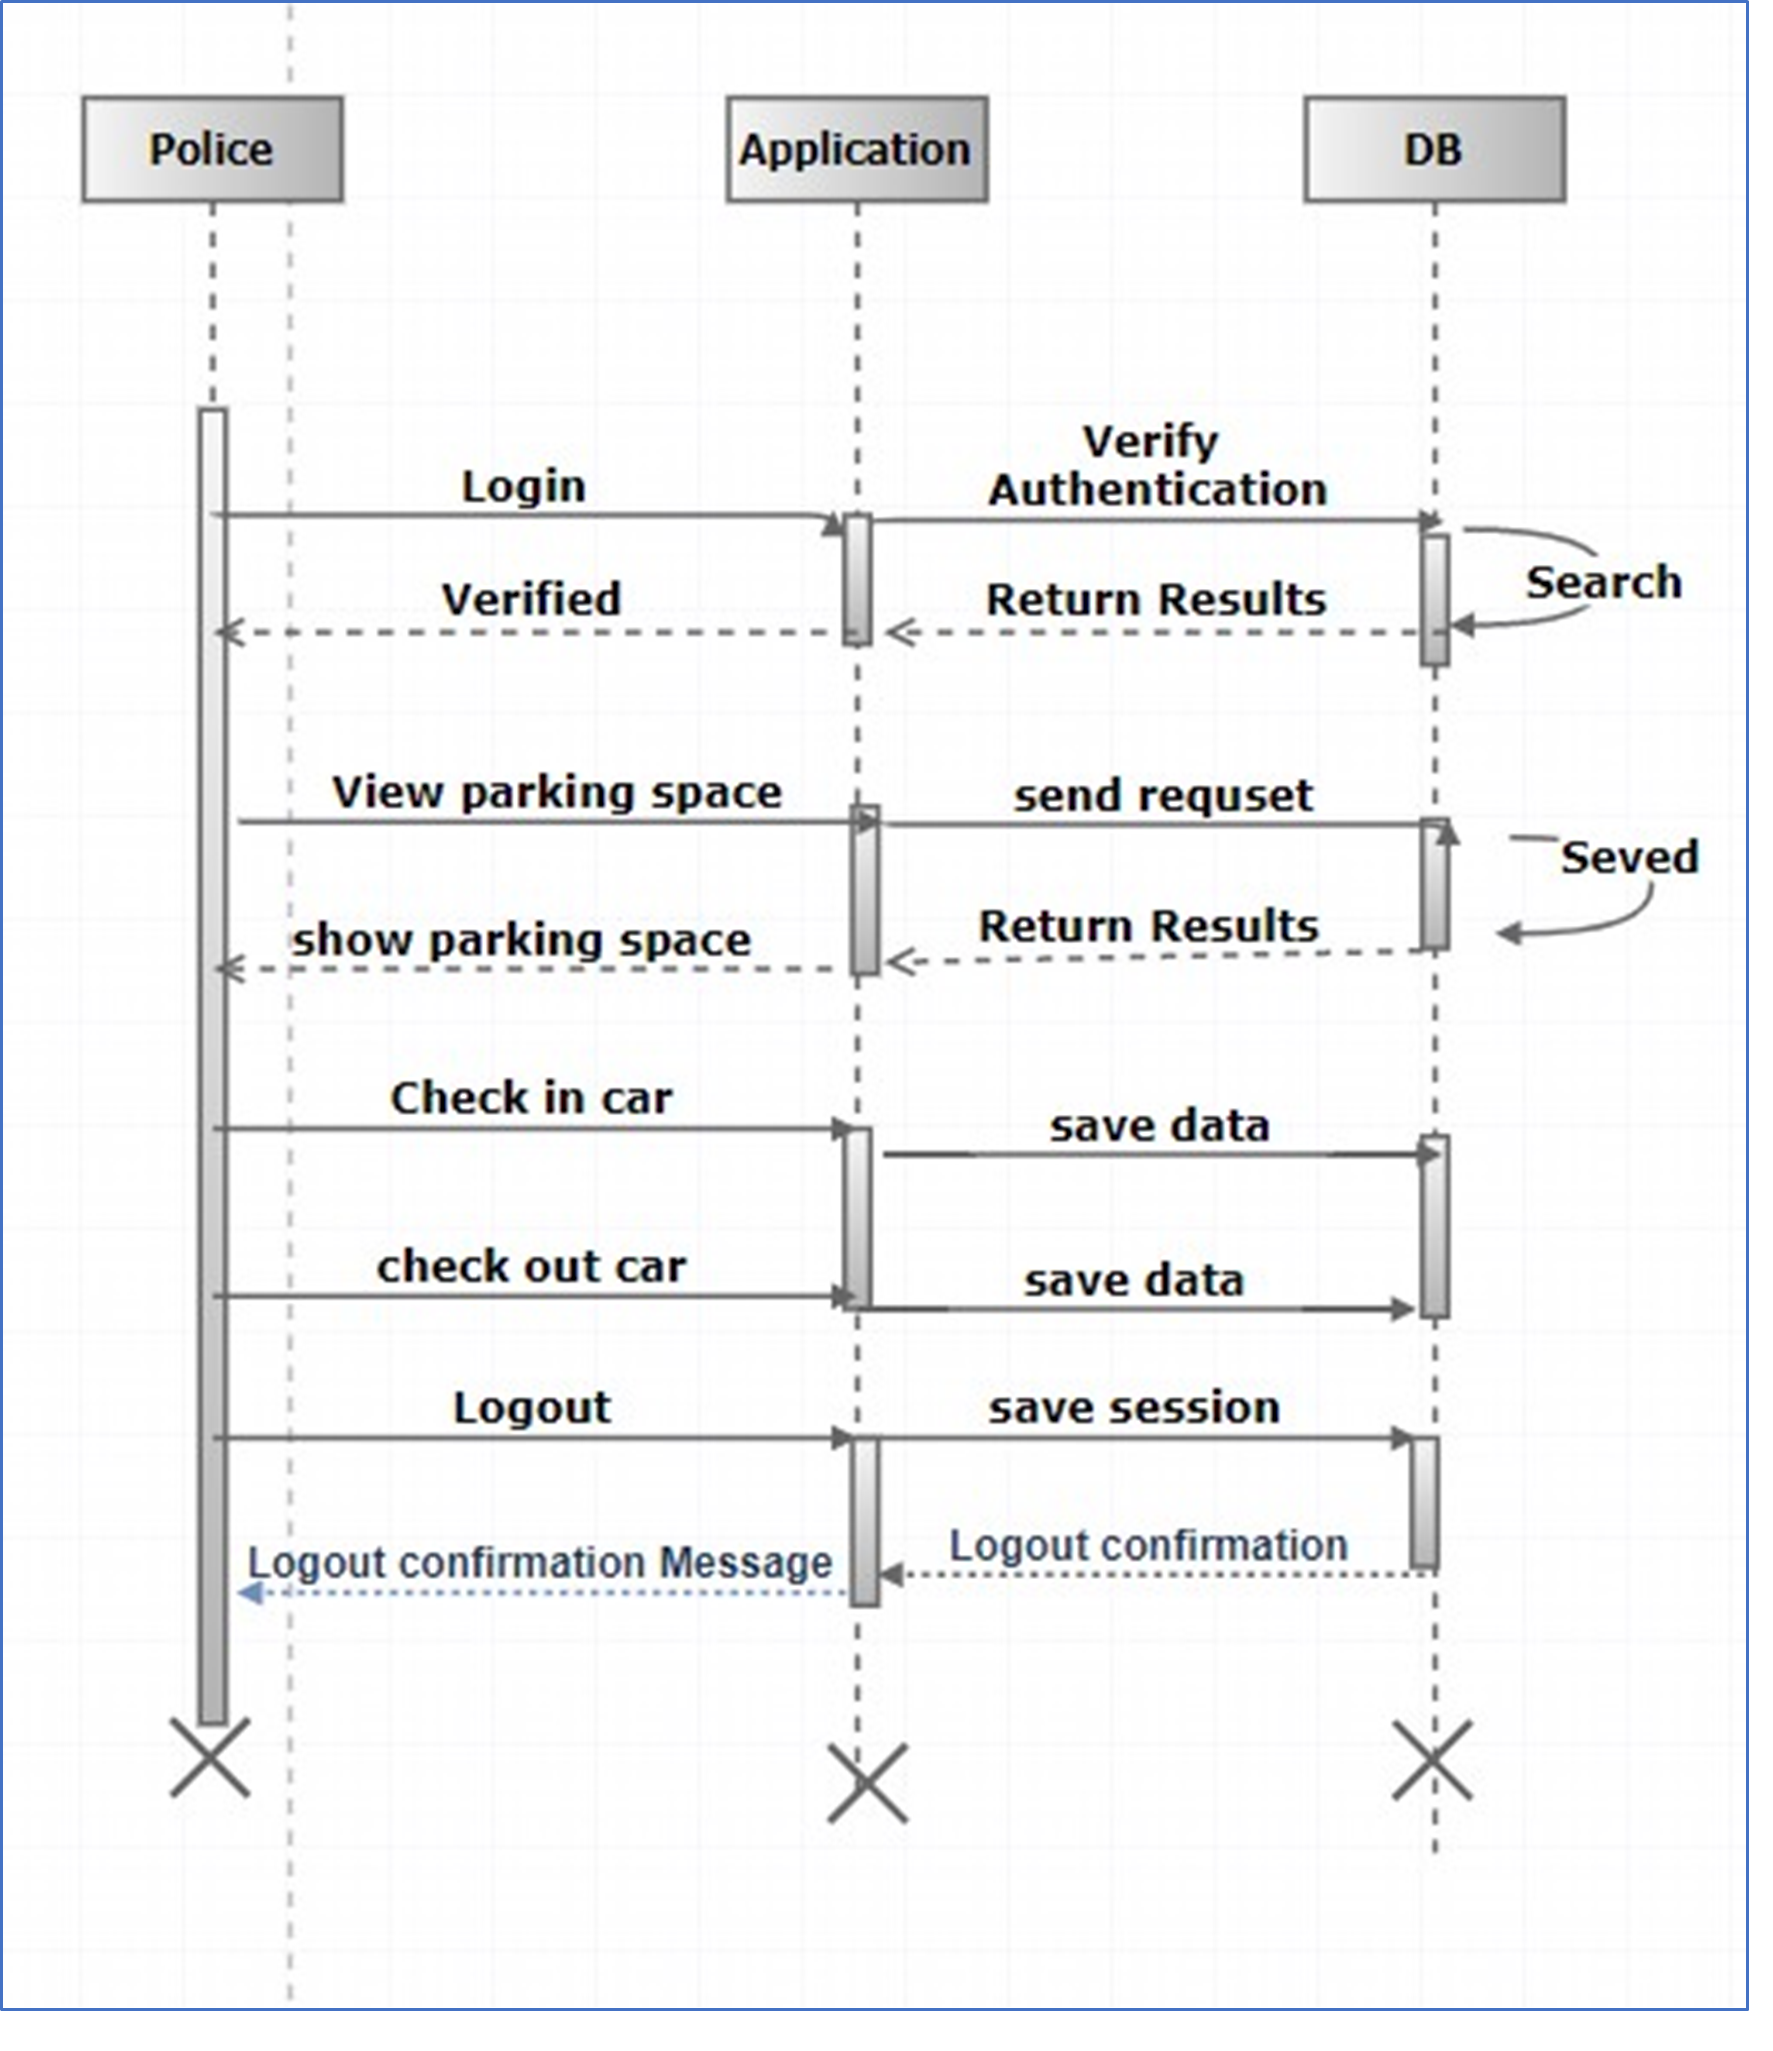 Police
Application
DB
Verify
Login
Authentication
Search
Verified
Return Results
View parking space
send requset
Seved
show parking space
Return Results
Check in car
save data
check out car
save data
Logout
save session
Logout confirmation Message
Logout confirmation